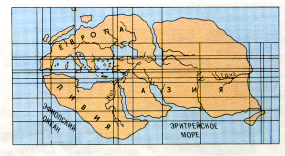 ЕВРОПА
ЛИВИЯ
АЗИЯ
ЭФИОПСКИЙ
ОКЕАН
ЭРИТРЕЙСКОЕ
МОРЕ